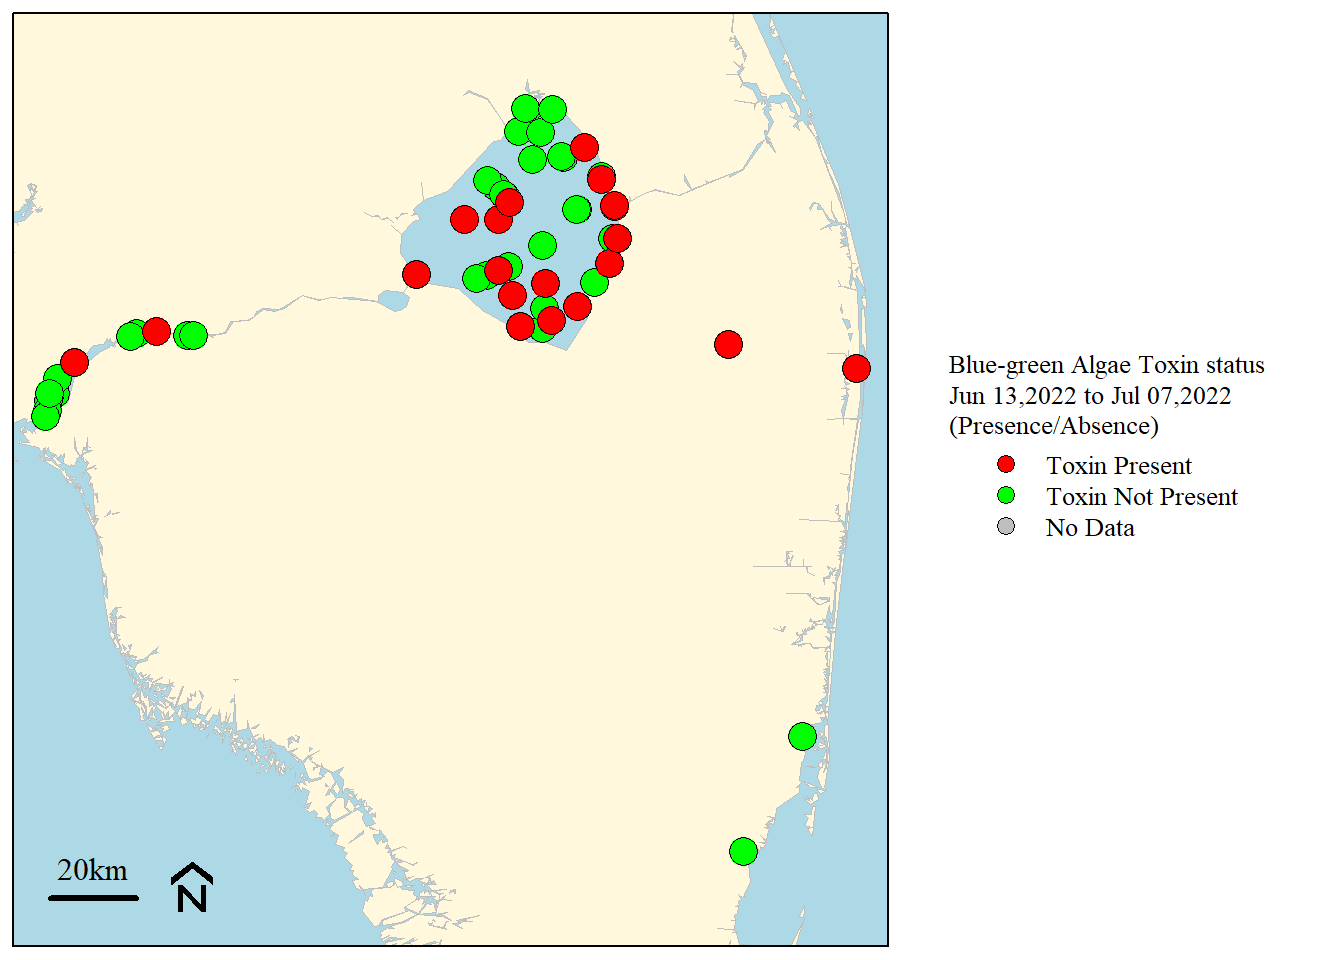 Blue-green Algae Toxin status
Jun 13,2022 to Jul 07,2022
(Presence/Absence)
Toxin Present
Toxin Not Present
No Data
20km
N